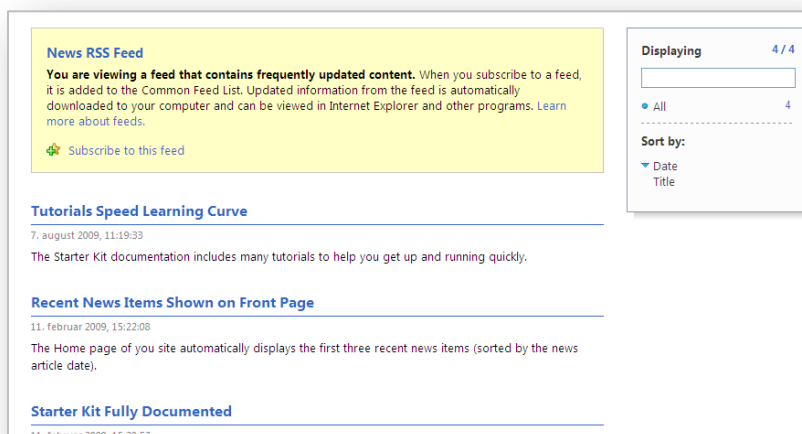 News RSS Feed
You are viewing a feed that contains frequently updated content. When you subscribe to a feed,
it is added to the Common Feed List. Updated information from the feed is automatically
downloaded to your computer and can be viewed in Internet Explorer and other programs. Learn
more about feeds.
Subscribe to this feed
Tutorials Speed Learning Curve
7. august 2009, 11:19:33
The Starter Kit documentation includes many tutorials to help you get up and running quickly.
Recent News Items Shown on Front Page
11. februar 2009, 15:22:08
The Home page of you site automatically displays the first three recent news items (sorted by the news
article date).
Starter Kit Fully Documented
Displaying 4 / 4
All 4
Sort by:
Date
Title